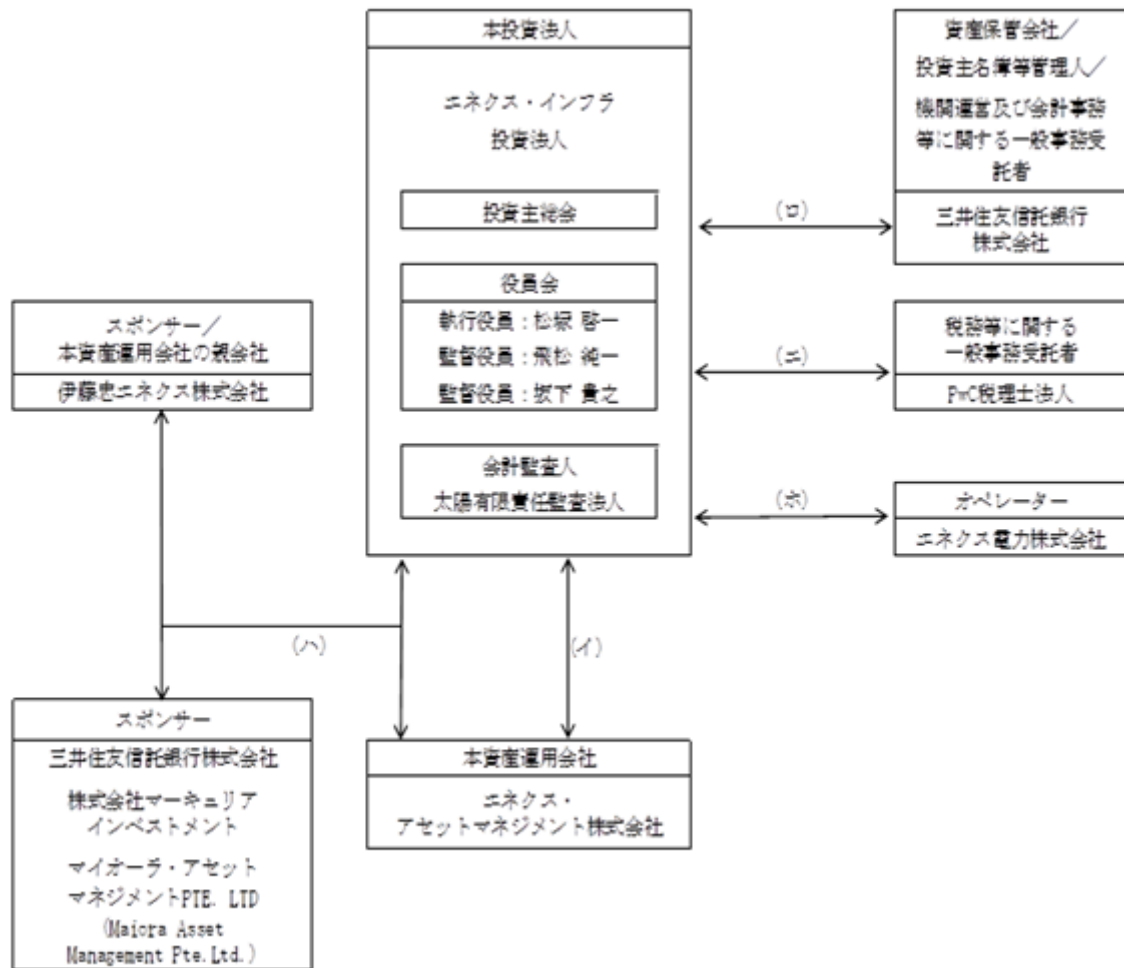 本投資法人
エネクス・インフラ
投資法人
投資主総会
役員会
執行役員：松塚 啓一
監督役員：飛松 純一
監督役員：坂下 貴之
会計監査人
太陽有限責任監査法人
資産保管会社／
投資主名簿等管理人／
機関運営及び会計事務
等に関する一般事務受
託者
三井住友信託銀行
株式会社
(ロ)
スポンサー／
本資産運用会社の親会社
伊藤忠エネクス株式会社
税務等に関する
一般事務受託者
PwC税理士法人
(ニ)
オペレーター
エネクス電力株式会社
(ホ)
(ハ)
(イ)
スポンサー
三井住友信託銀行株式会社
株式会社マーキュリア
インベストメント
マイオーラ・アセット
マネジメントPTE. LTD
(Maiora Asset
Management Pte.Ltd.)
本資産運用会社
エネクス・
アセットマネジメント株式会社